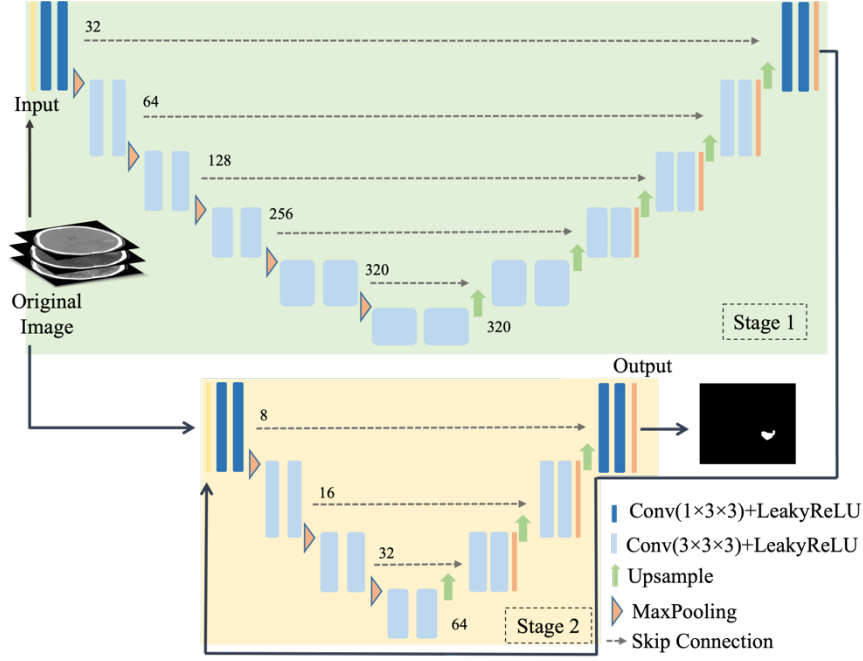 32
Input
64
128
256
320
320
Original
Image
Stage 1
Output
8
16
32
64
Stage 2
Conv(1×3×3)+LeakyReLU
Conv(3×3×3)+LeakyReLU
Upsample
MaxPooling
Skip Connection